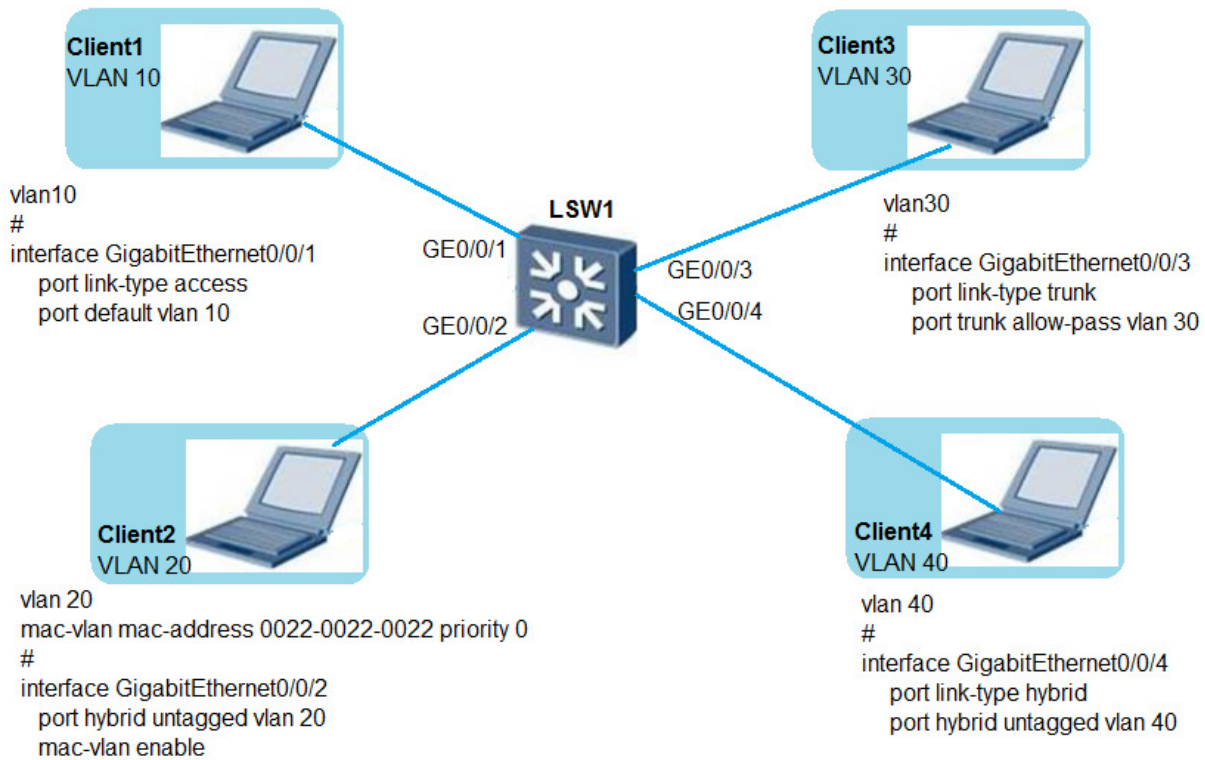 Client1
VLAN 10
vlan10
#
interface GigabitEthernet0/0/1
port link-type access
port default vlan 10
Client3
VLAN 30
vlan30
#
interface GigabitEthernet0/0/3
port link-type trunk
port trunk allow-pass vlan 30
LSW1
GE0/0/1
GE0/0/3
GE0/0/2
GE0/0/4
Client2
VLAN 20
vlan 20
mac-vlan mac-address 0022-0022-0022 priority 0
#
interface GigabitEthernet0/0/2
port hybrid untagged vlan 20
mac-vlan enable
Client4
VLAN 40
vlan 40
#
interface GigabitEthernet0/0/4
port link-type hybrid
port hybrid untagged vlan 40